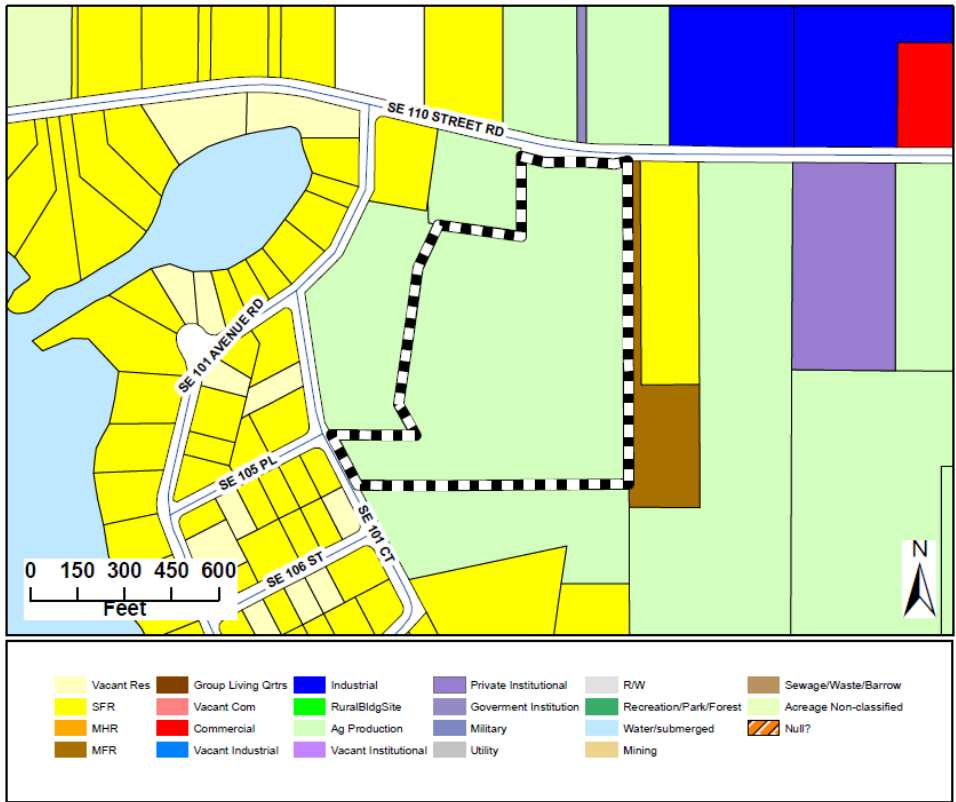 SE 110 STREET RD
SE 101 AVENUE RD
SE 105 PL
SE 101 CT
SE 106 ST
0 150 300 450 600
Feet
N
Vacant Res
SFR
MHR
MFR
Group Living Qrtrs
Vacant Com
Commercial
Vacant Industrial
Industrial
RuralBldgSite
Ag Production
Vacant Institutional
Private Institutional
Goverment Instituion
Military
Utility
R/W
Recreation/Park/Forest
Water/submerged
Mining
Sewage/Waste/Barrow
Acreage Non-classified
Null?